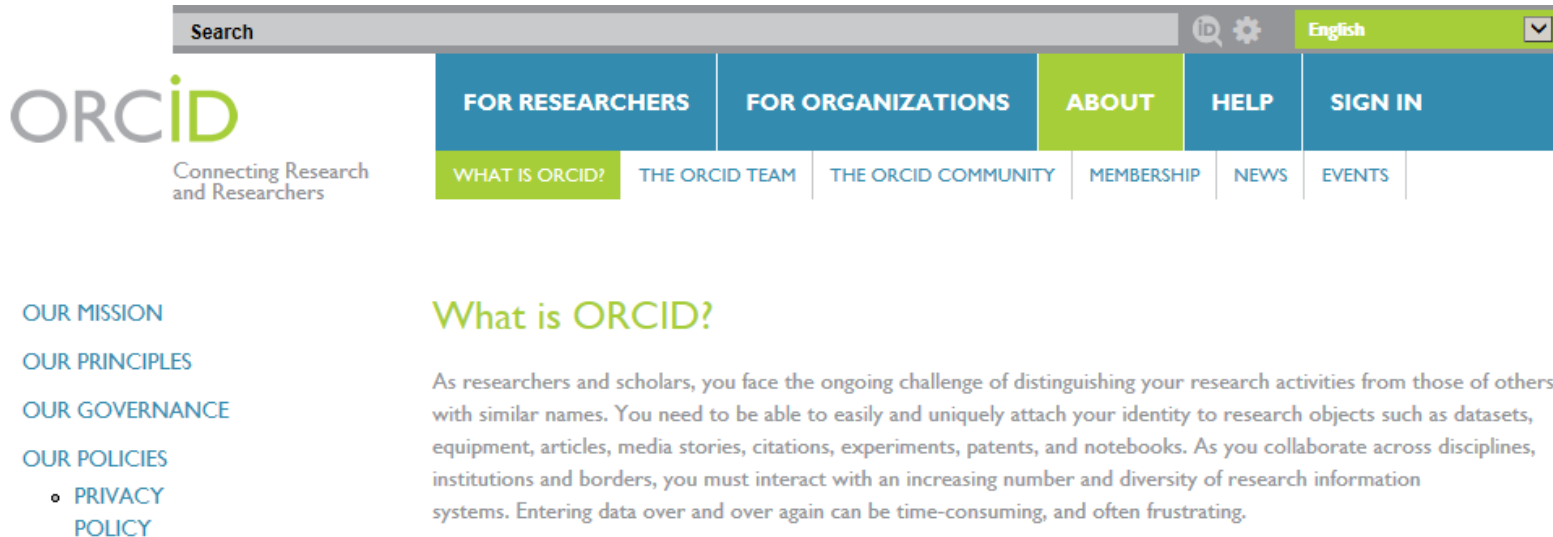 Search
English
ORCID
Connecting Research
and Researchers
FOR RESEARCHERS
FOR ORGANIZATIONS
ABOUT
HELP
SIGN IN
WHAT IS ORCID?
THE ORCID TEAM
THE ORCID COMMUNITY
MEMBERSHIP
NEWS
EVENTS
OUR MISSION
OUR PRINCIPLES
OUR GOVERNANCE
OUR POLICIES
PRIVACY
POLICY
What is ORCID?
As researchers and scholars, you face the ongoing challenge of distinguishing your research activities from those of others
with similar names. You need to be able to easily and uniquely attach your identity to research objects such as datasets,
equipment, articles, media stories, citations, experiments, patents, and notebooks. As you collaborate across disciplines,
institutions and borders, you must interact with an increasing number and diversity of research information
systems. Entering data over and over again can be time-consuming, and often frustrating.